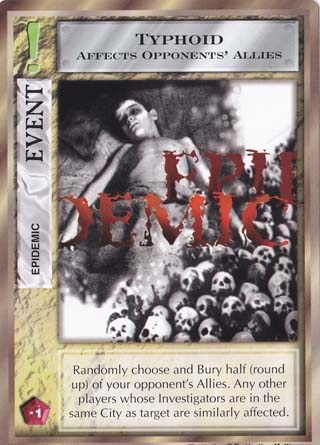 TYPHOID
AFFECTS OPPONENTS' ALLIES
!
EVENT
EPIDEMIC
EPI
DEMIC
Randomly choose and Bury half (round
up) of your opponent's Allies. Any other
players whose Investigators are in the
same City as target are similarly affected.
-1